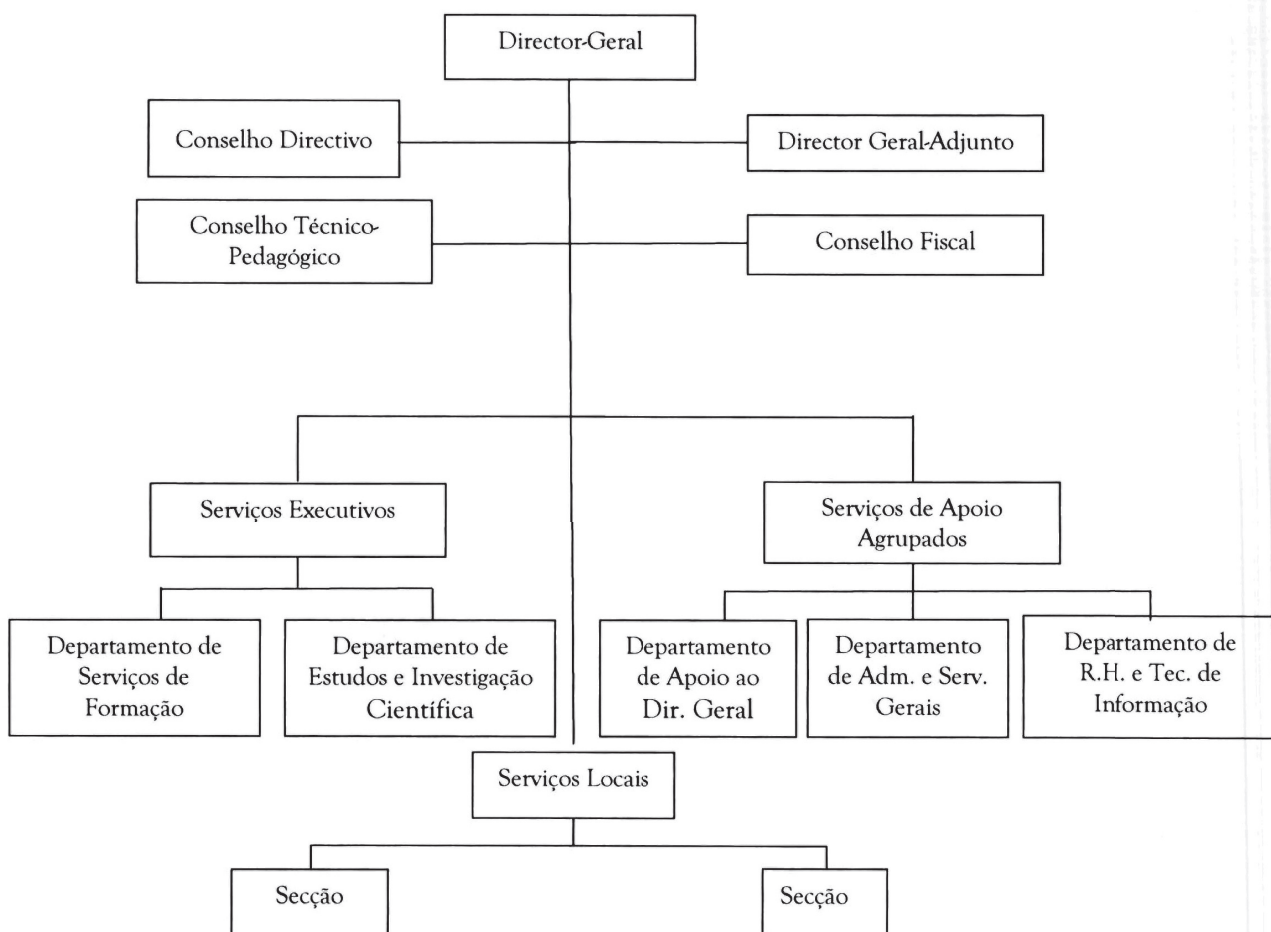 Director-Geral
Conselho Directivo
Director Geral-Adjunto
Conselho Técnico-
Pedagógico
Conselho Fiscal
Serviços Executivos
Serviços de Apoio
Agrupados
Departamento de
Serviços de
Formação
Departamento de
Estudos e Investigação
Científica
Departamento
de Apoio ao
Dir. Geral
Departamento
de Adm. e Serv.
Gerais
Departamento de
R.H. e Tec. de
Informação
Serviços Locais
Secção
Secção